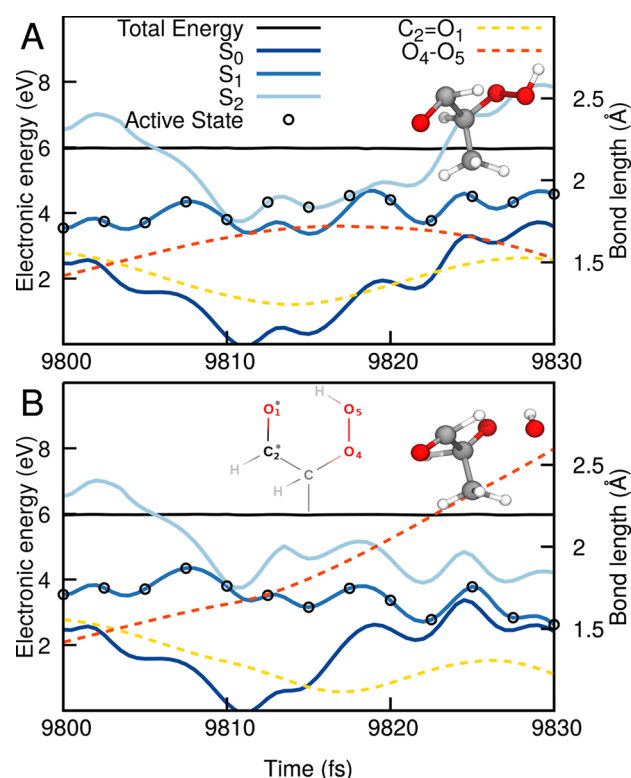 A
Total Energy
S0
S1
S2
Active State
C2=O1
O4-O5
Electronic energy (eV)
8
6
4
2
2.5
2
1.5
Bond length (Å)
9800 9810 9820 9830
B
H
O1• O5
C2• O4
H C
H
Electronic energy (eV)
8
6
4
2
2.5
2
1.5
Bond length (Å)
9800 9810 9820 9830
Time (fs)